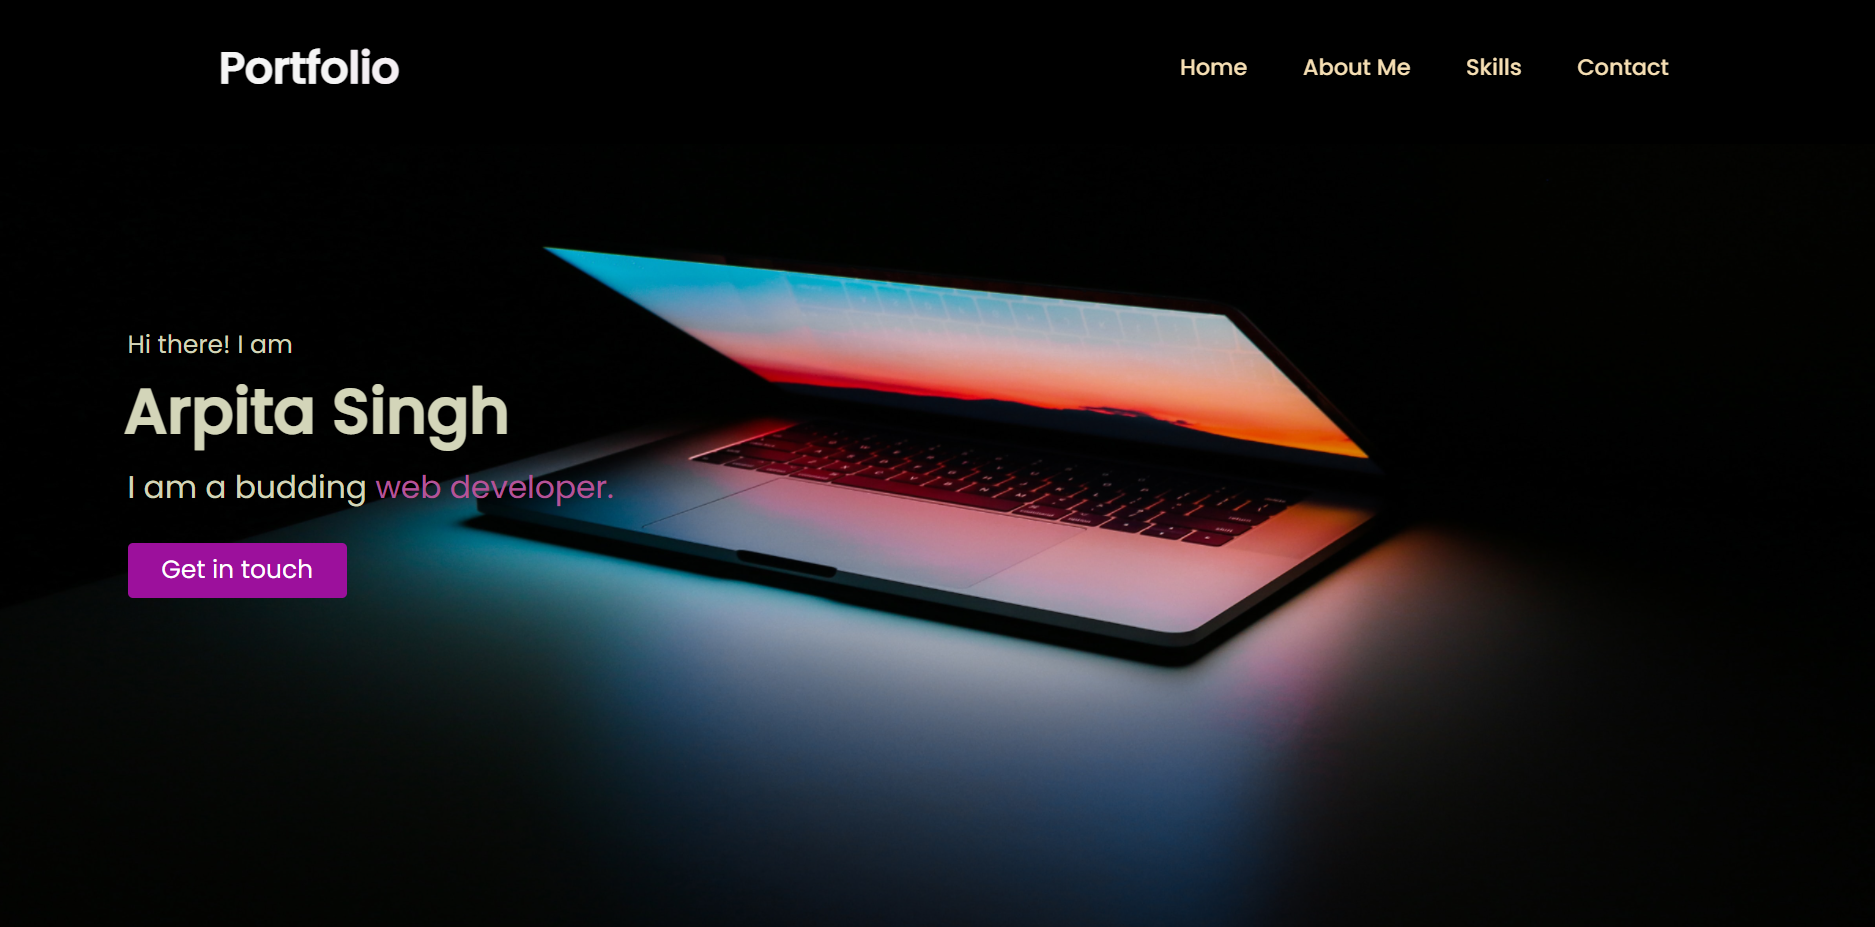 Portfolio
Home About Me Skills Contact
Hi there! I am
Arpita Singh
I am a budding web developer.
Get in touch